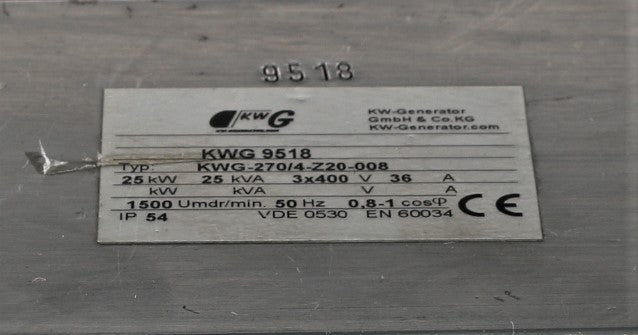 9518
KWG
KW-Generator
GmbH & Co.KG
KW-Generator.com
KWG 9518
Typ: KWG-270/4-Z20-008
25 kW 25 kVA 3x400 V 36 A
kW kVA V A
1500 Umdr/min. 50 Hz 0,8-1 cosφ
IP 54 VDE 0530 EN 60034 CE